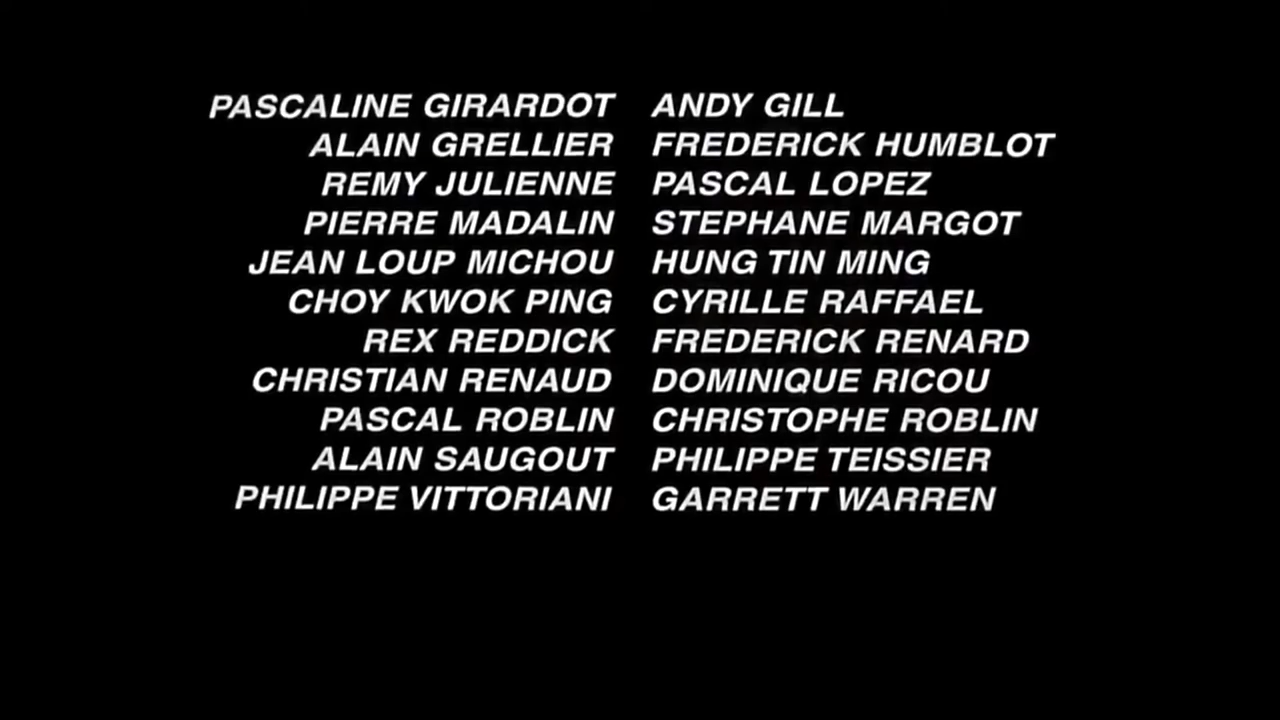 PASCALINE GIRARDOT ANDY GILL
ALAIN GRELLIER FREDERICK HUMBLOT
REMY JULIENNE PASCAL LOPEZ
PIERRE MADALIN STEPHANE MARGOT
JEAN LOUP MICHOU HUNG TIN MING
CHOY KWOK PING CYRILLE RAFFAEL
REX REDDICK FREDERICK RENARD
CHRISTIAN RENAUD DOMINIQUE RICOU
PASCAL ROBLIN CHRISTOPHE ROBLIN
ALAIN SAUGOUT PHILIPPE TEISSIER
PHILIPPE VITTORIANI GARRETT WARREN